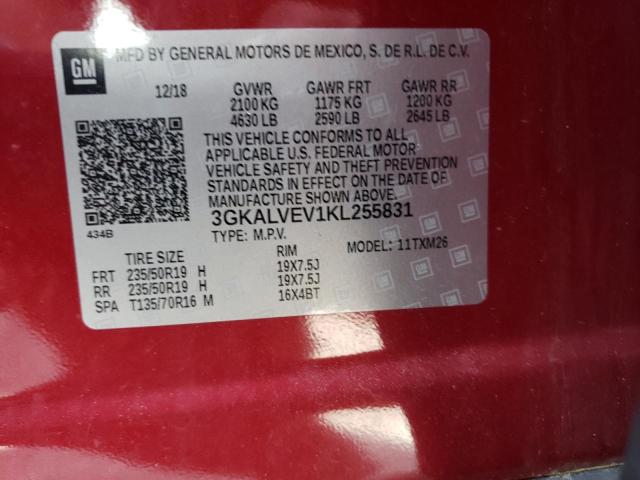 MFD BY GENERAL MOTORS DE MEXICO, S. DE R.L. DE C.V.
GM
12/18 GVWR GAWR FRT GAWR RR
2100 KG 1175 KG 1200 KG
4630 LB 2590 LB 2645 LB
THIS VEHICLE CONFORMS TO ALL
APPLICABLE U.S. FEDERAL MOTOR
VEHICLE SAFETY AND THEFT PREVENTION
STANDARDS IN EFFECT ON THE DATE OF
MANUFACTURE SHOWN ABOVE.
434B
3GKALVEV1KL255831
TYPE: M.P.V. MODEL: 11TXM26
TIRE SIZE RIM
FRT 235/50R19 H 19X7.5J
RR 235/50R19 H 19X7.5J
SPA T135/70R16 M 16X4BT